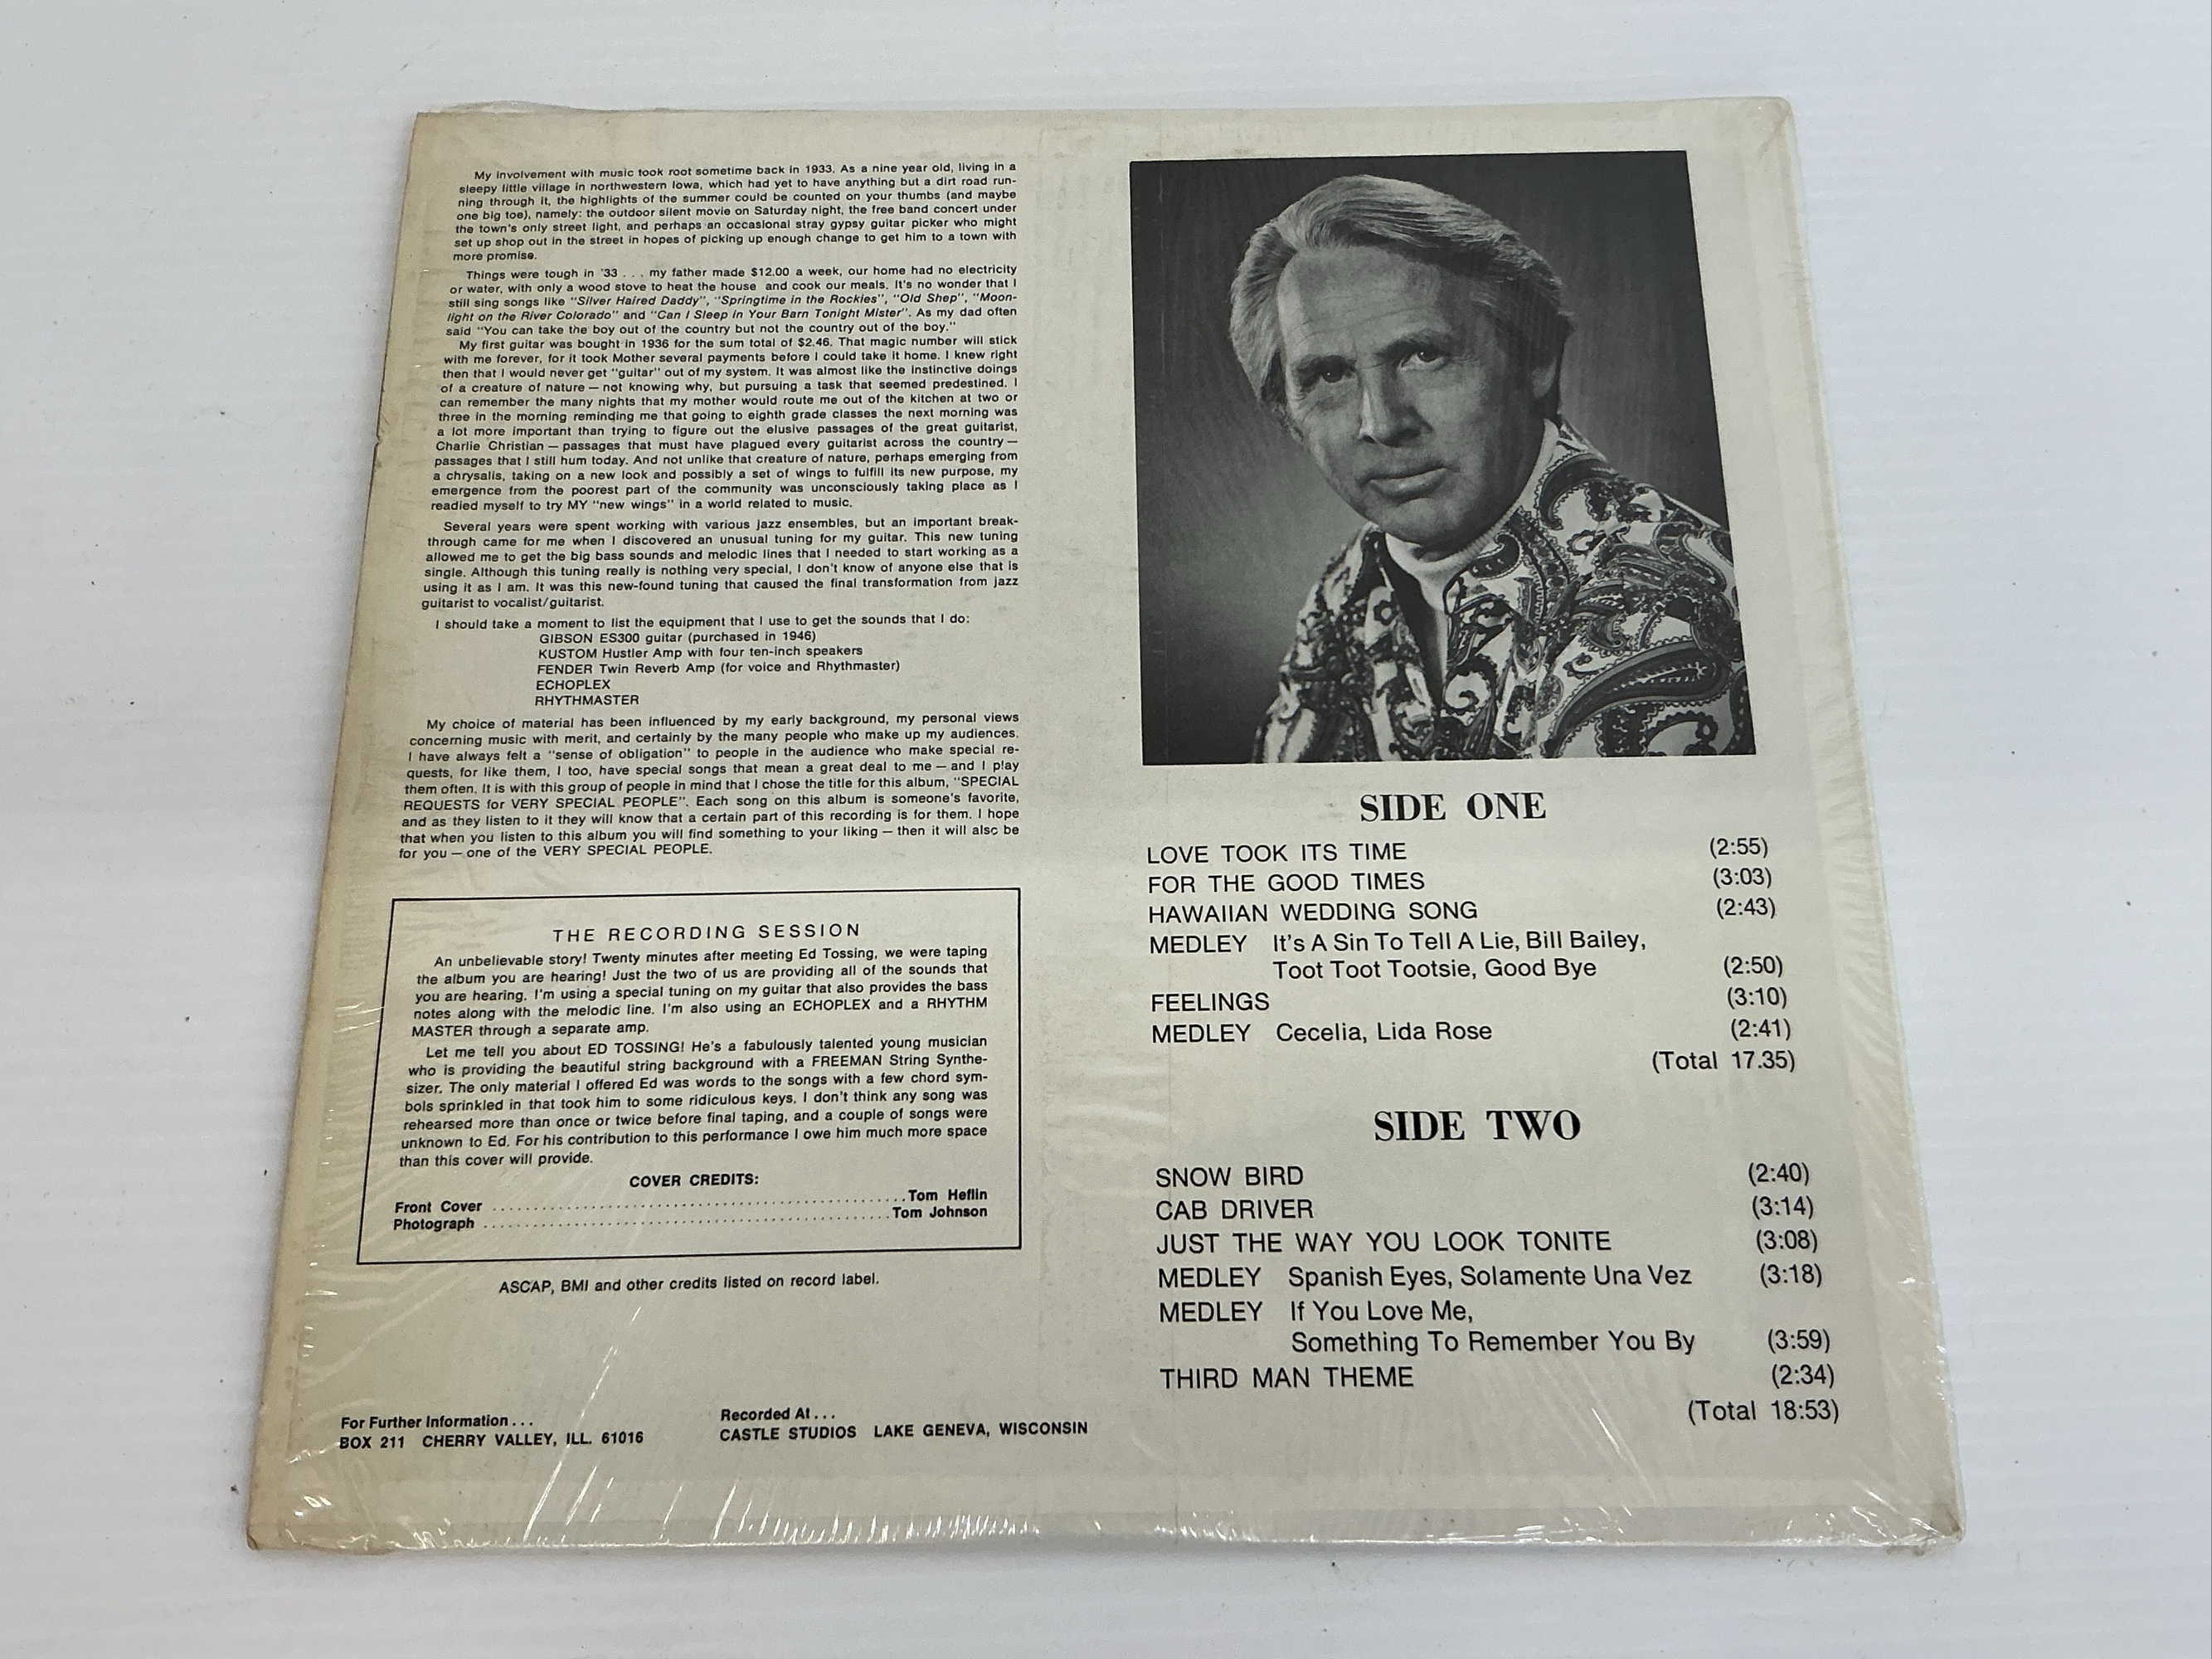 My involvement with music took root sometime back in 1933. As a nine year old, living in a
sleepy little village in northwestern Iowa, which had yet to have anything but a dirt road run-
ning through it, the highlights of the summer could be counted on your thumbs (and maybe
one big toe), namely: the outdoor silent movie on Saturday night, the free band concert under
the town's only street light, and perhaps an occasional stray gypsy guitar picker who might
set up shop out in the street in hopes of picking up enough change to get him to a town with
more promise.
Things were tough in '33 . . . my father made $12.00 a week, our home had no electricity
or water, with only a wood stove to heat the house and cook our meals. It's no wonder that I
still sing songs like "Silver Haired Daddy", "Springtime in the Rockies", "Old Shep", "Moon-
light on the River Colorado" and "Can I Sleep in Your Barn Tonight Mister". As my dad often
said "You can take the boy out of the country but not the country out of the boy."
My first guitar was bought in 1936 for the sum total of $2.46. That magic number will stick
with me forever, for it took Mother several payments before I could take it home. I knew right
then that I would never get "guitar" out of my system. It was almost like the instinctive doings
of a creature of nature — not knowing why, but pursuing a task that seemed predestined. I
can remember the many nights that my mother would route me out of the kitchen at two or
three in the morning reminding me that going to eighth grade classes the next morning was
a lot more important than trying to figure out the elusive passages of the great guitarist,
Charlie Christian — passages that must have plagued every guitarist across the country —
passages that I still hum today. And not unlike that creature of nature, perhaps emerging from
a chrysalis, taking on a new look and possibly a set of wings to fulfill its new purpose, my
emergence from the poorest part of the community was unconsciously taking place as I
readied myself to try MY "new wings" in a world related to music.
Several years were spent working with various jazz ensembles, but an important break-
through came for me when I discovered an unusual tuning for my guitar. This new tuning
allowed me to get the big bass sounds and melodic lines that I needed to start working as a
single. Although this tuning really is nothing very special, I don't know of anyone else that is
using it as I am. It was this new-found tuning that caused the final transformation from jazz
guitarist to vocalist/guitarist.
I should take a moment to list the equipment that I use to get the sounds that I do:
GIBSON ES300 guitar (purchased in 1946)
KUSTOM Hustler Amp with four ten-inch speakers
FENDER Twin Reverb Amp (for voice and Rhythmaster)
ECHOPLEX
RHYTHMASTER
My choice of material has been influenced by my early background, my personal views
concerning music with merit, and certainly by the many people who make up my audiences.
I have always felt a "sense of obligation" to people in the audience who make special re-
quests, for like them, I too, have special songs that mean a great deal to me — and I play
them often. It is with this group of people in mind that I chose the title for this album, "SPECIAL
REQUESTS for VERY SPECIAL PEOPLE". Each song on this album is someone's favorite,
and as they listen to it they will know that a certain part of this recording is for them. I hope
that when you listen to this album you will find something to your liking — then it will also be
for you — one of the VERY SPECIAL PEOPLE.
THE RECORDING SESSION
An unbelievable story! Twenty minutes after meeting Ed Tossing, we were taping
the album you are hearing! Just the two of us are providing all of the sounds that
you are hearing. I'm using a special tuning on my guitar that also provides the bass
notes along with the melodic line. I'm also using an ECHOPLEX and a RHYTHM
MASTER through a separate amp.
Let me tell you about ED TOSSING! He's a fabulously talented young musician
who is providing the beautiful string background with a FREEMAN String Synthe-
sizer. The only material I offered Ed was words to the songs with a few chord sym-
bols sprinkled in that took him to some ridiculous keys. I don't think any song was
rehearsed more than once or twice before final taping, and a couple of songs were
unknown to Ed. For his contribution to this performance I owe him much more space
than this cover will provide.
COVER CREDITS:
Front Cover ........................................ Tom Heflin
Photograph ........................................ Tom Johnson
ASCAP, BMI and other credits listed on record label.
For Further Information . . .
BOX 211 CHERRY VALLEY, ILL. 61016
Recorded At . . .
CASTLE STUDIOS LAKE GENEVA, WISCONSIN
SIDE ONE
LOVE TOOK ITS TIME (2:55)
FOR THE GOOD TIMES (3:03)
HAWAIIAN WEDDING SONG (2:43)
MEDLEY It's A Sin To Tell A Lie, Bill Bailey,
Toot Toot Tootsie, Good Bye (2:50)
FEELINGS (3:10)
MEDLEY Cecelia, Lida Rose (2:41)
(Total 17.35)
SIDE TWO
SNOW BIRD (2:40)
CAB DRIVER (3:14)
JUST THE WAY YOU LOOK TONITE (3:08)
MEDLEY Spanish Eyes, Solamente Una Vez (3:18)
MEDLEY If You Love Me,
Something To Remember You By (3:59)
THIRD MAN THEME (2:34)
(Total 18:53)